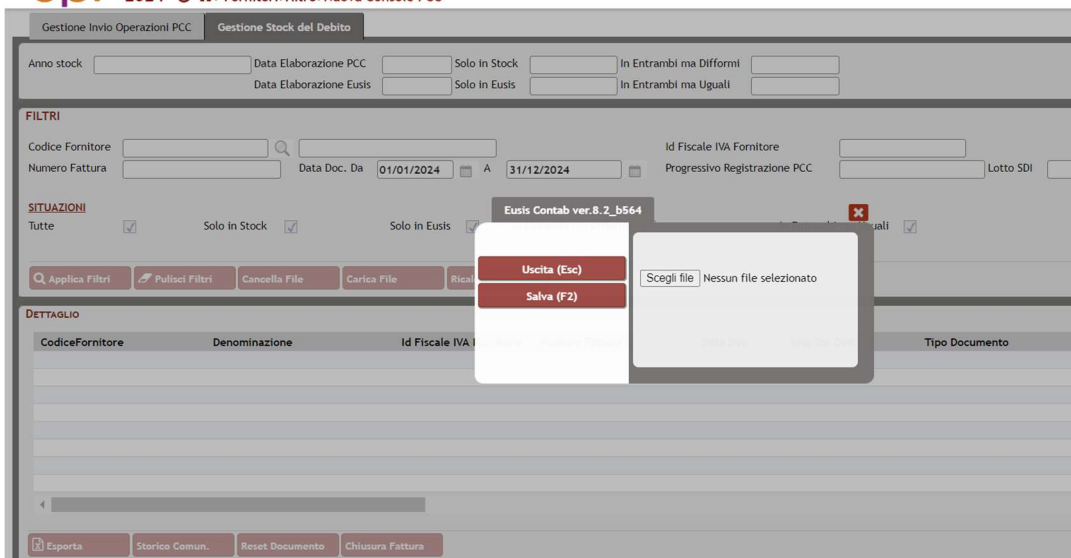 Gestione Invio Operazioni PCC Gestione Stock del Debito
Anno stock Data Elaborazione PCC Solo in Stock In Entrambi ma Difformi
Data Elaborazione Eusis Solo in Eusis In Entrambi ma Uguali
FILTRI
Codice Fornitore Id Fiscale IVA Fornitore
Numero Fattura Data Doc. Da 01/01/2024 A 31/12/2024 Progressivo Registrazione PCC Lotto SDI
SITUAZIONI
Tutte Solo in Stock Solo in Eusis
Eusis Contab ver.8.2_b564
Uscita (Esc)
Salva (F2)
Scegli file Nessun file selezionato
Applica Filtri Pulisci Filtri Cancella File Carica File
DETTAGLIO
CodiceFornitore Denominazione Id Fiscale IVA Tipo Documento
Esporta Storico Comun. Reset Documento Chiusura Fattura